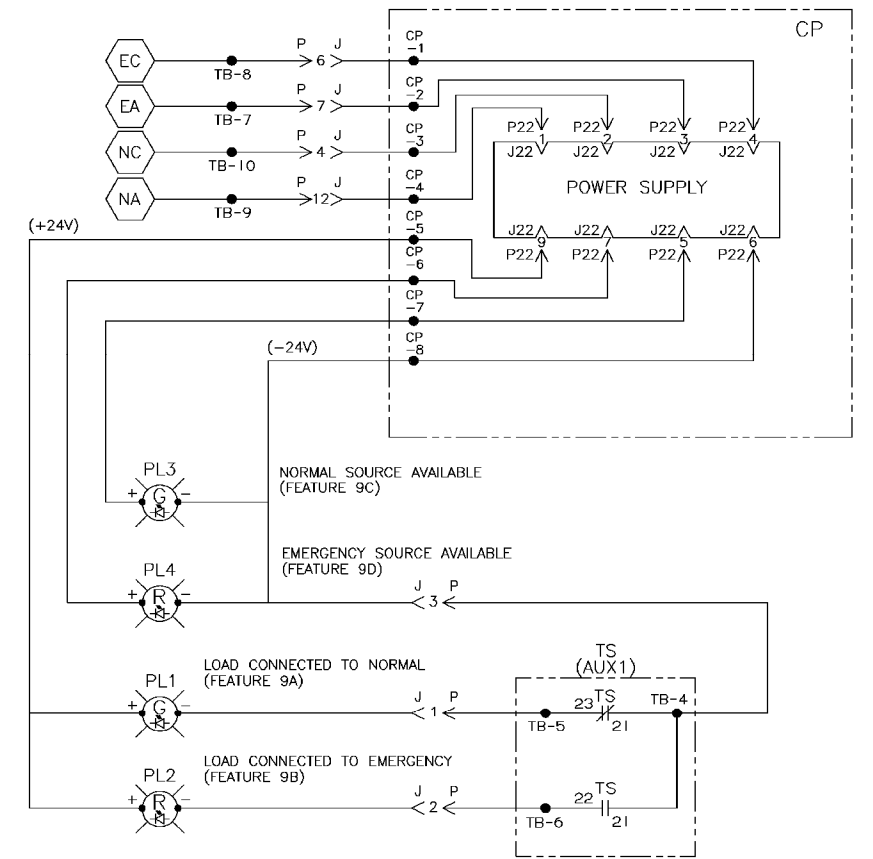 CP
EC
TB-8
P 6 J
CP
-1
EA
TB-7
P 7 J
CP
-2
NC
TB-10
P 4 J
CP
-3
NA
TB-9
P 12 J
CP
-4
P22 1 P22 2 P22 3 P22 4
J22 J22 J22 J22
POWER SUPPLY
J22 J22 J22 J22
9 7 5 6
P22 P22 P22 P22
(+24V)
CP
-5
CP
-6
CP
-7
(-24V)
CP
-8
PL3
+ G -
NORMAL SOURCE AVAILABLE
(FEATURE 9C)
PL4
+ R -
EMERGENCY SOURCE AVAILABLE
(FEATURE 9D)
J 3 P
TS
(AUX1)
PL1
+ G -
LOAD CONNECTED TO NORMAL
(FEATURE 9A)
J 1 P
TB-5
23 TS 21
TB-4
PL2
+ R -
LOAD CONNECTED TO EMERGENCY
(FEATURE 9B)
J 2 P
TB-6
22 TS 21